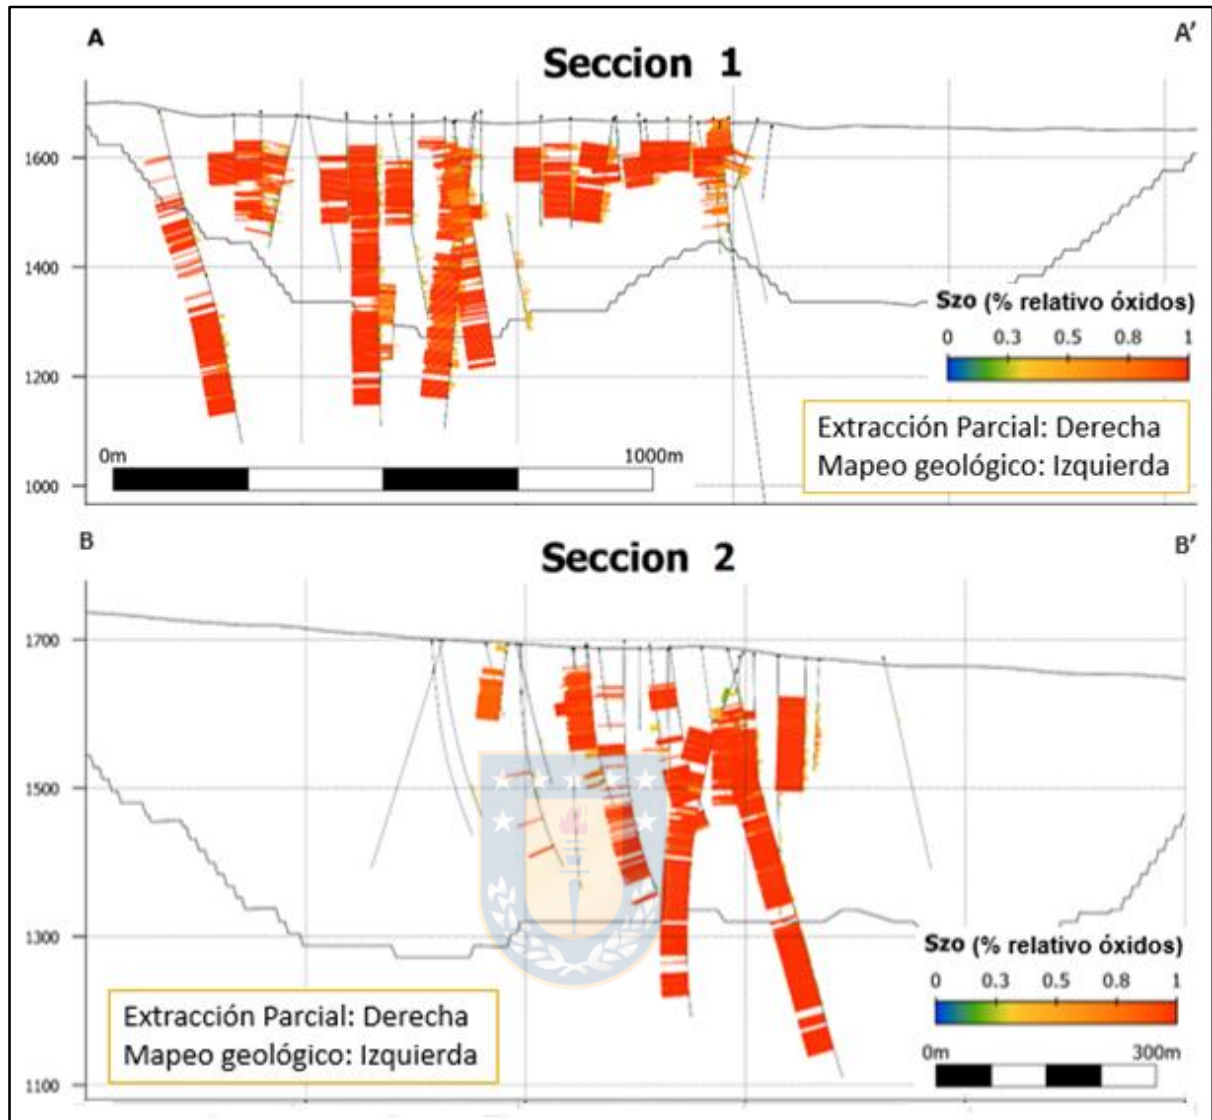 A
A'
Seccion 1
1600
1400
1200
1000
Szo (% relativo óxidos)
0 0.3 0.5 0.8 1
Extracción Parcial: Derecha
Mapeo geológico: Izquierda
0m 1000m
B
B'
Seccion 2
1700
1500
1300
1100
Szo (% relativo óxidos)
0 0.3 0.5 0.8 1
0m 300m
Extracción Parcial: Derecha
Mapeo geológico: Izquierda